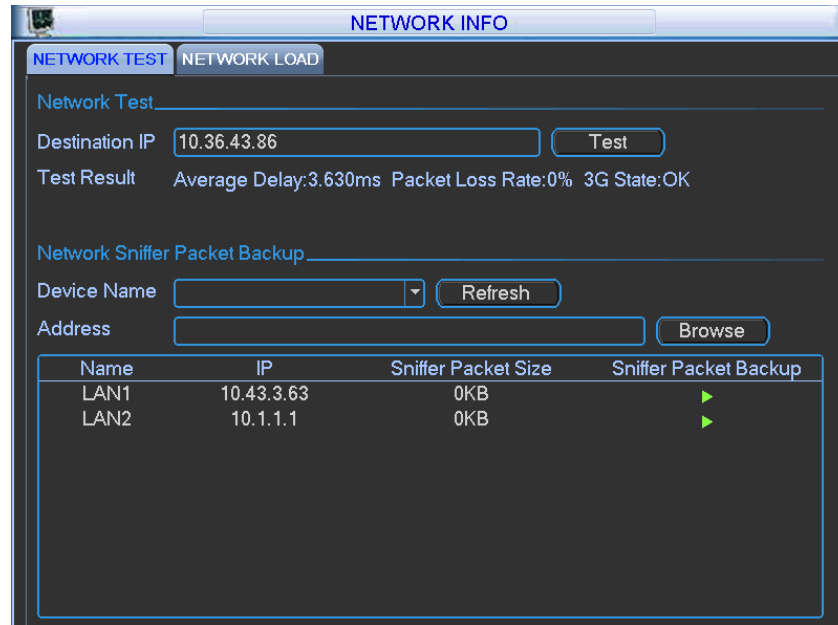 NETWORK INFO
NETWORK TEST NETWORK LOAD
Network Test
Destination IP 10.36.43.86 Test
Test Result Average Delay:3.630ms Packet Loss Rate:0% 3G State:OK
Network Sniffer Packet Backup
Device Name Refresh
Address Browse
Name IP Sniffer Packet Size Sniffer Packet Backup
LAN1 10.43.3.63 0KB
LAN2 10.1.1.1 0KB